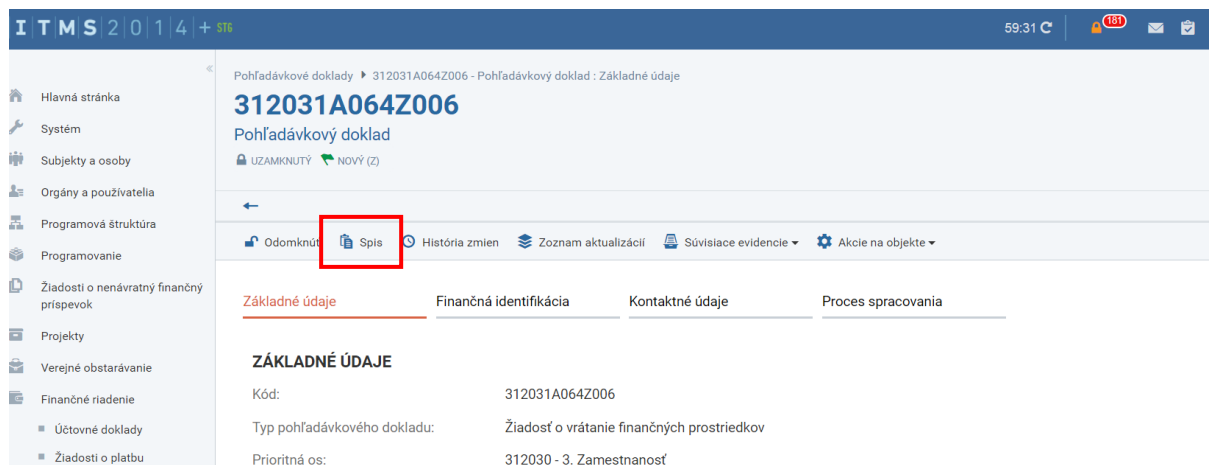 ITMS2014+ STG
59:31
181
Pohľadávkové doklady ▶ 312031A064Z006 - Pohľadávkový doklad : Základné údaje
312031A064Z006
Pohľadávkový doklad
UZAMKNUTÝ NOVÝ (Z)
Hlavná stránka
Systém
Subjekty a osoby
Orgány a používatelia
Programová štruktúra
Programovanie
Žiadosti o nenávratný finančný
príspevok
Projekty
Verejné obstarávanie
Finančné riadenie
Účtovné doklady
Žiadosti o platbu
Odomknúť Spis História zmien Zoznam aktualizácií Súvisiace evidencie Akcie na objekte
Základné údaje Finančná identifikácia Kontaktné údaje Proces spracovania
ZÁKLADNÉ ÚDAJE
Kód: 312031A064Z006
Typ pohľadávkového dokladu: Žiadosť o vrátanie finančných prostriedkov
Prioritná os: 312030 - 3. Zamestnanosť